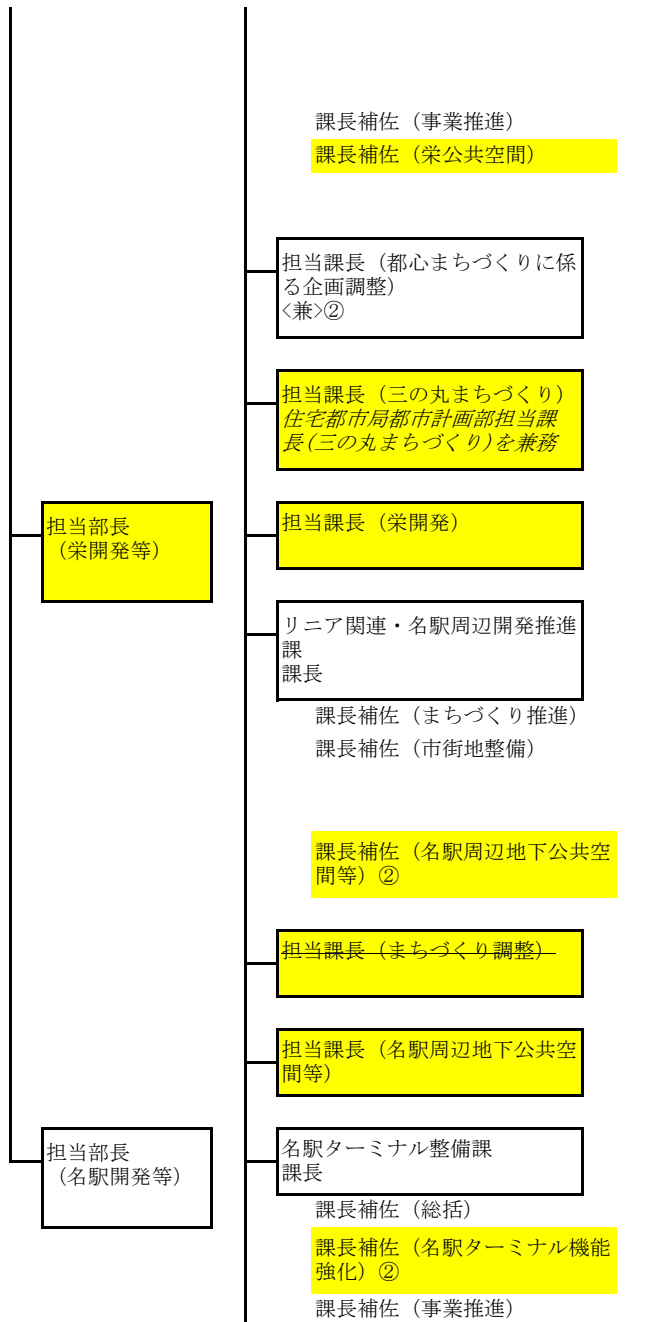 課長補佐（事業推進）
課長補佐（栄公共空間）
担当課長（都心まちづくりに係
る企画調整）
<兼>②
担当課長（三の丸まちづくり）
住宅都市局都市計画部担当課
長(三の丸まちづくり)を兼務
担当部長
（栄開発等）
担当課長（栄開発）
リニア関連・名駅周辺開発推進
課
課長
課長補佐（まちづくり推進）
課長補佐（市街地整備）
課長補佐（名駅周辺地下公共空
間等）②
担当課長（まちづくり調整）
担当課長（名駅周辺地下公共空
間等）
担当部長
（名駅開発等）
名駅ターミナル整備課
課長
課長補佐（総括）
課長補佐（名駅ターミナル機能
強化）②
課長補佐（事業推進）